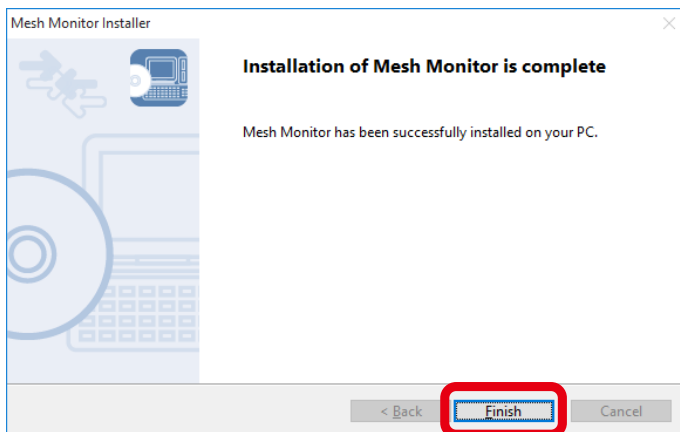 Mesh Monitor Installer
Installation of Mesh Monitor is complete
Mesh Monitor has been successfully installed on your PC.
< Back Finish Cancel